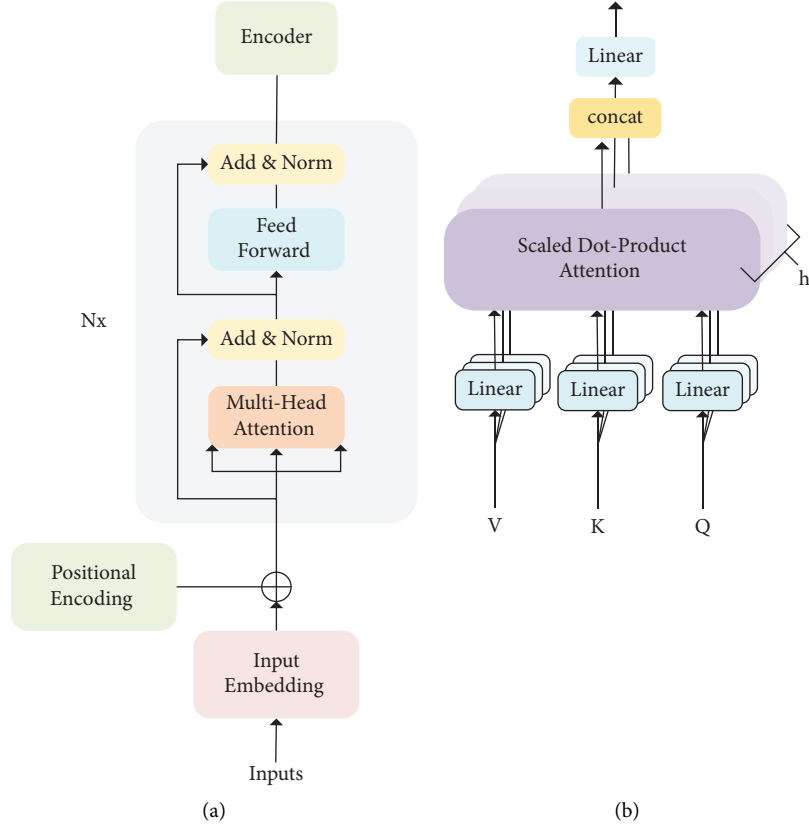 Encoder
Add & Norm
Feed
Forward
Nx
Add & Norm
Multi-Head
Attention
Positional
Encoding
Input
Embedding
Inputs
(a)
Linear
concat
Scaled Dot-Product
Attention
h
Linear
Linear
Linear
V
K
Q
(b)